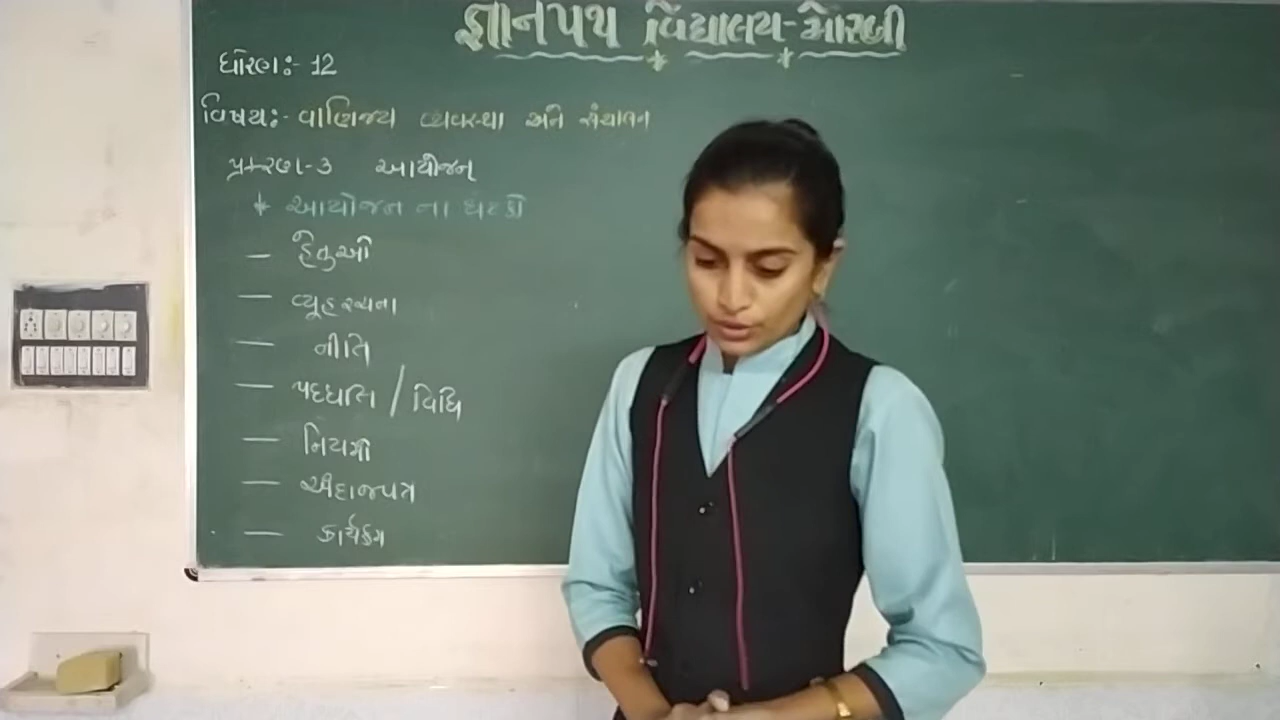 જ્ઞાનપથ વિદ્યાલય-મોરબી
ધોરણ:- 12
વિષય:- વાણિજ્ય વ્યવસ્થા અને સંચાલન
પ્રકરણ-૩ આયોજન
* આયોજન ના ઘટકો
— હેતુઓ
— વ્યૂહરચના
— નીતિ
— પદ્ધતિ / વિધિ
— નિયમો
— અંદાજપત્ર
— કાર્યક્રમ